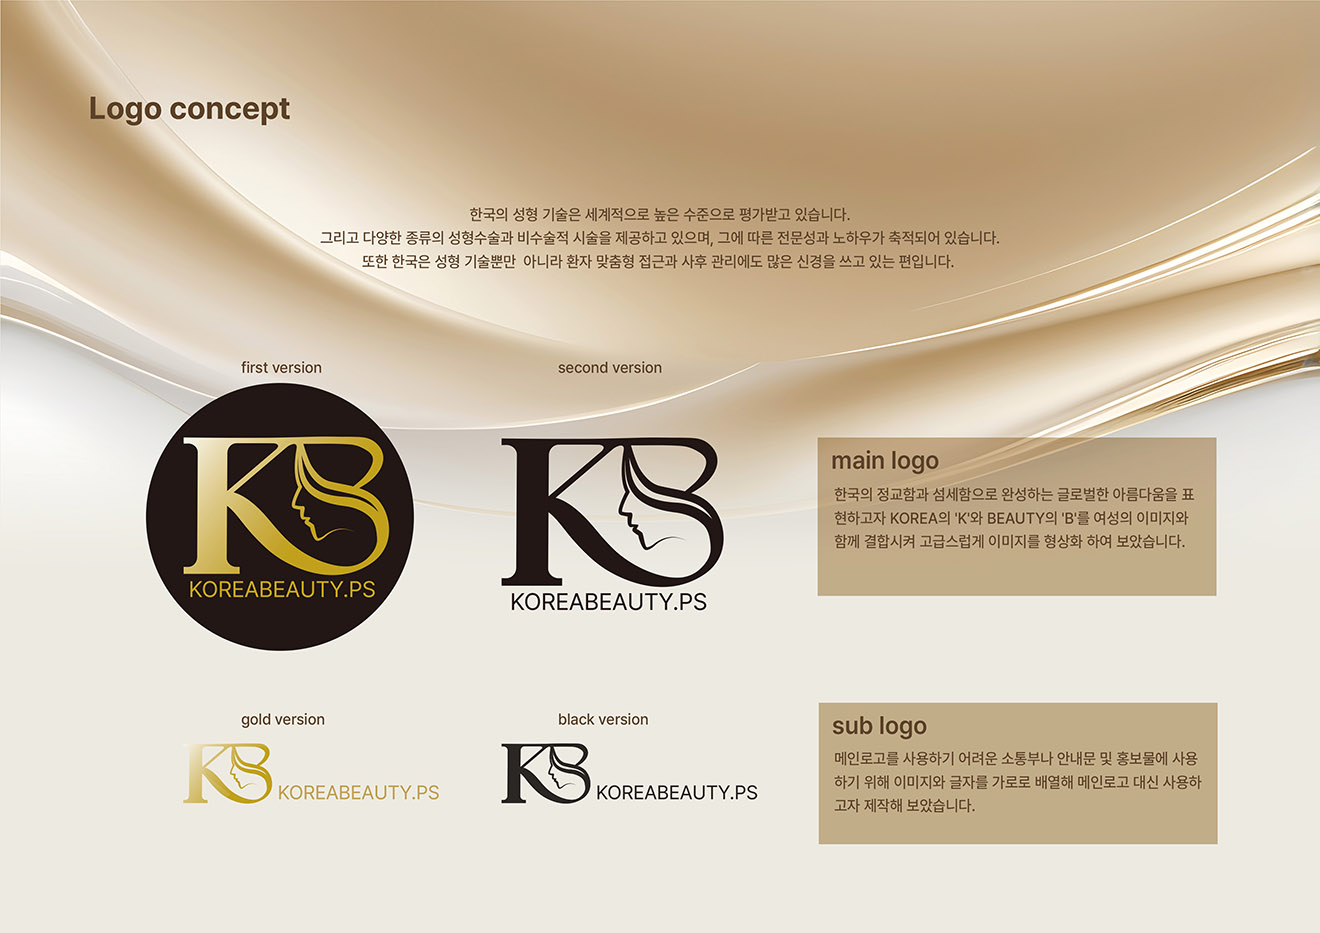 Logo concept
한국의 성형 기술은 세계적으로 높은 수준으로 평가받고 있습니다.
그리고 다양한 종류의 성형수술과 비수술적 시술을 제공하고 있으며, 그에 따른 전문성과 노하우가 축적되어 있습니다.
또한 한국은 성형 기술뿐만 아니라 환자 맞춤형 접근과 사후 관리에도 많은 신경을 쓰고 있는 편입니다.
first version
KB
KOREABEAUTY.PS
second version
KB
KOREABEAUTY.PS
main logo
한국의 정교함과 섬세함으로 완성하는 글로벌한 아름다움을 표
현하고자 KOREA의 'K'와 BEAUTY의 'B'를 여성의 이미지와
함께 결합시켜 고급스럽게 이미지를 형상화 하여 보았습니다.
gold version
KB KOREABEAUTY.PS
black version
KB KOREABEAUTY.PS
sub logo
메인로고를 사용하기 어려운 소통부나 안내문 및 홍보물에 사용
하기 위해 이미지와 글자를 가로로 배열해 메인로고 대신 사용하
고자 제작해 보았습니다.